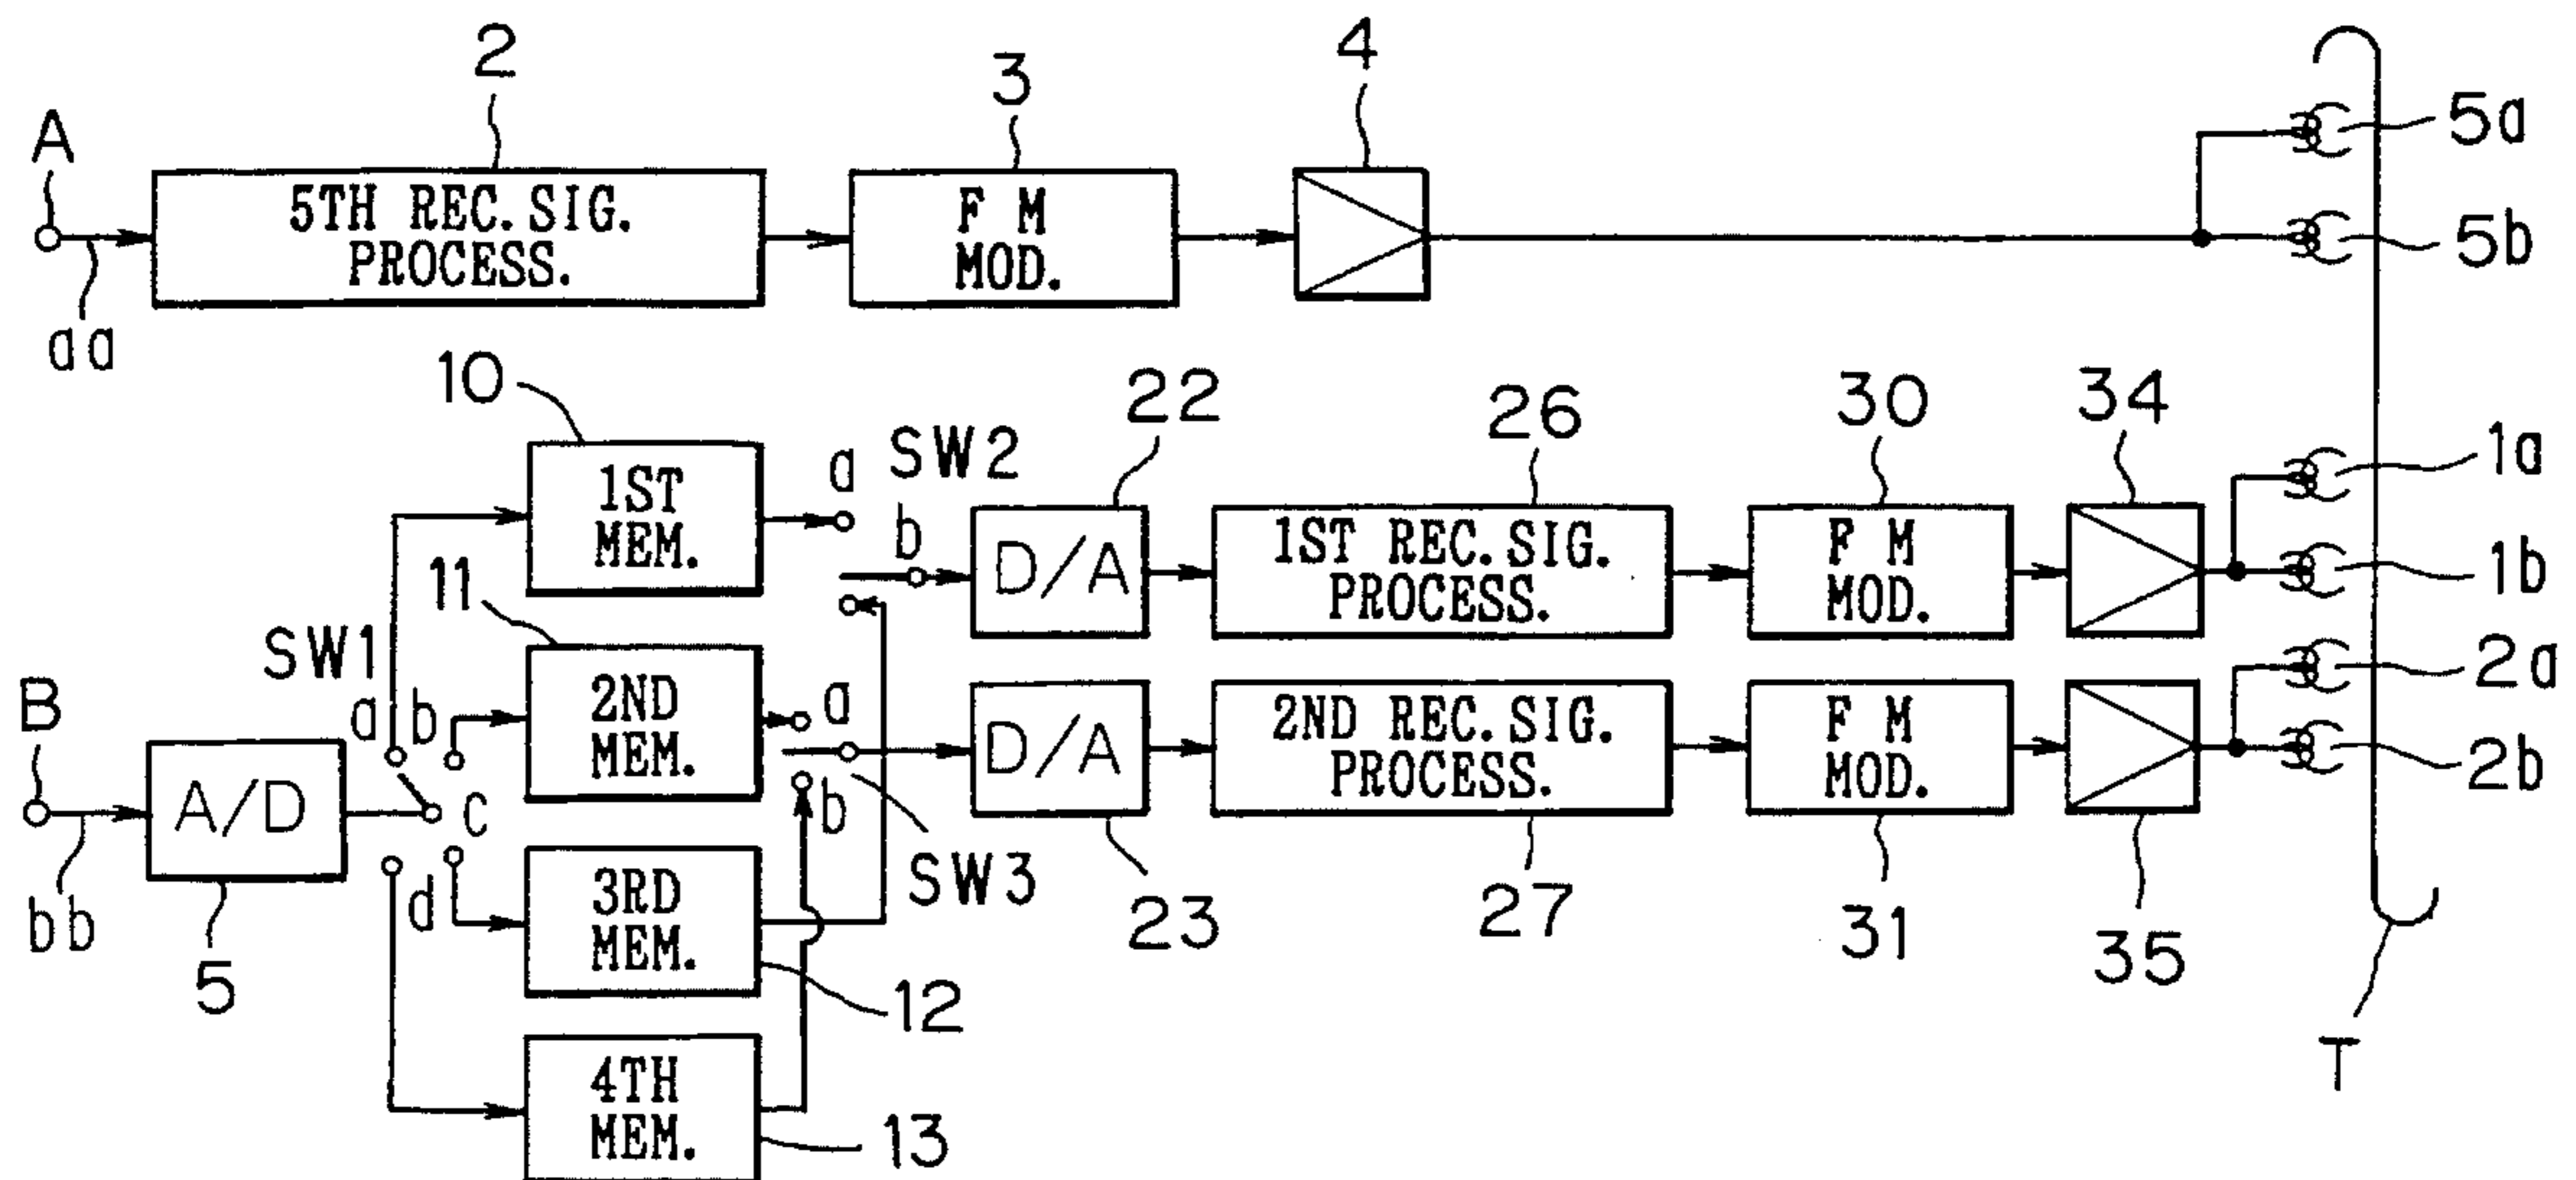 2
3
4
A
5a
5TH REC. SIG.
PROCESS.
F M
MOD.
5b
aa
10
22
26
30
34
SW2
1a
1ST
MEM.
a
b
D/A
1ST REC. SIG.
PROCESS.
F M
MOD.
1b
11
SW1
2a
B
a b
2ND
MEM.
a
D/A
2ND REC. SIG.
PROCESS.
F M
MOD.
2b
A/D
c
b
SW3
bb
d
3RD
MEM.
23
27
31
35
5
12
4TH
MEM.
13
T